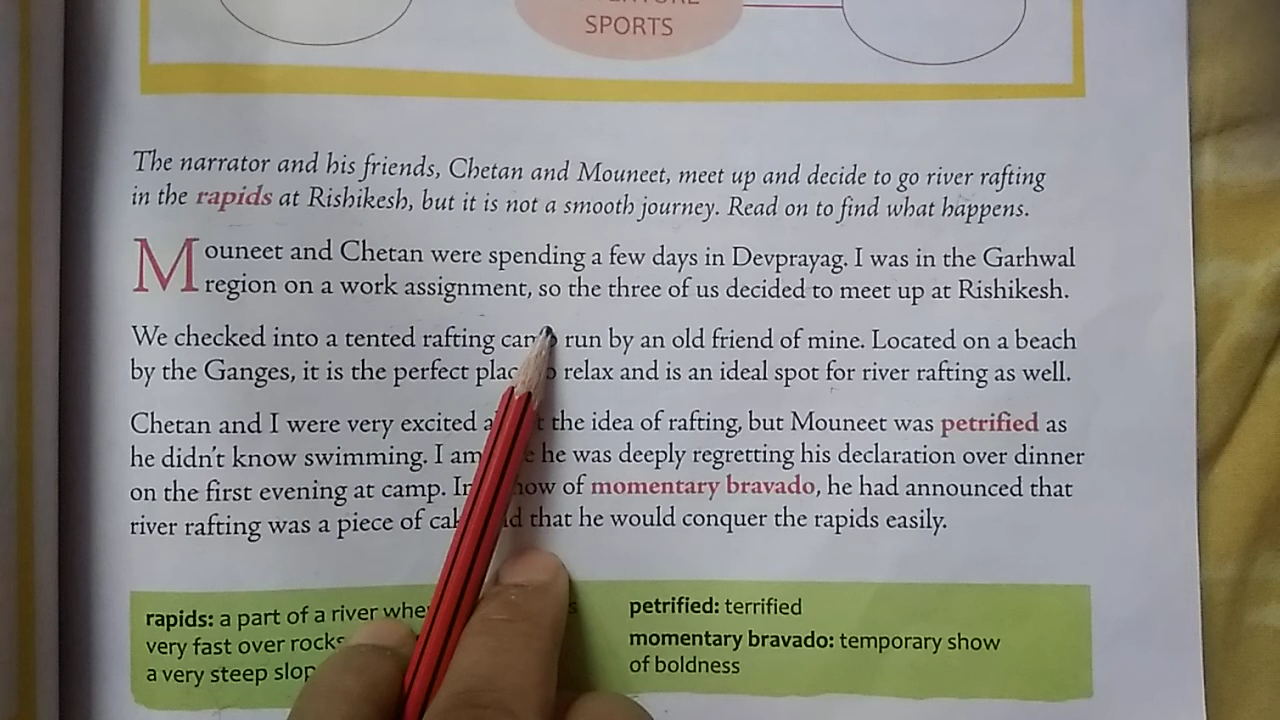 SPORTS
The narrator and his friends, Chetan and Mouneet, meet up and decide to go river rafting
in the rapids at Rishikesh, but it is not a smooth journey. Read on to find what happens.
Mouneet and Chetan were spending a few days in Devprayag. I was in the Garhwal
region on a work assignment, so the three of us decided to meet up at Rishikesh.
We checked into a tented rafting camp run by an old friend of mine. Located on a beach
by the Ganges, it is the perfect place to relax and is an ideal spot for river rafting as well.
Chetan and I were very excited about the idea of rafting, but Mouneet was petrified as
he didn't know swimming. I am he was deeply regretting his declaration over dinner
on the first evening at camp. In show of momentary bravado, he had announced that
river rafting was a piece of cake and that he would conquer the rapids easily.
rapids: a part of a river where
very fast over rocks
a very steep slope
petrified: terrified
momentary bravado: temporary show
of boldness